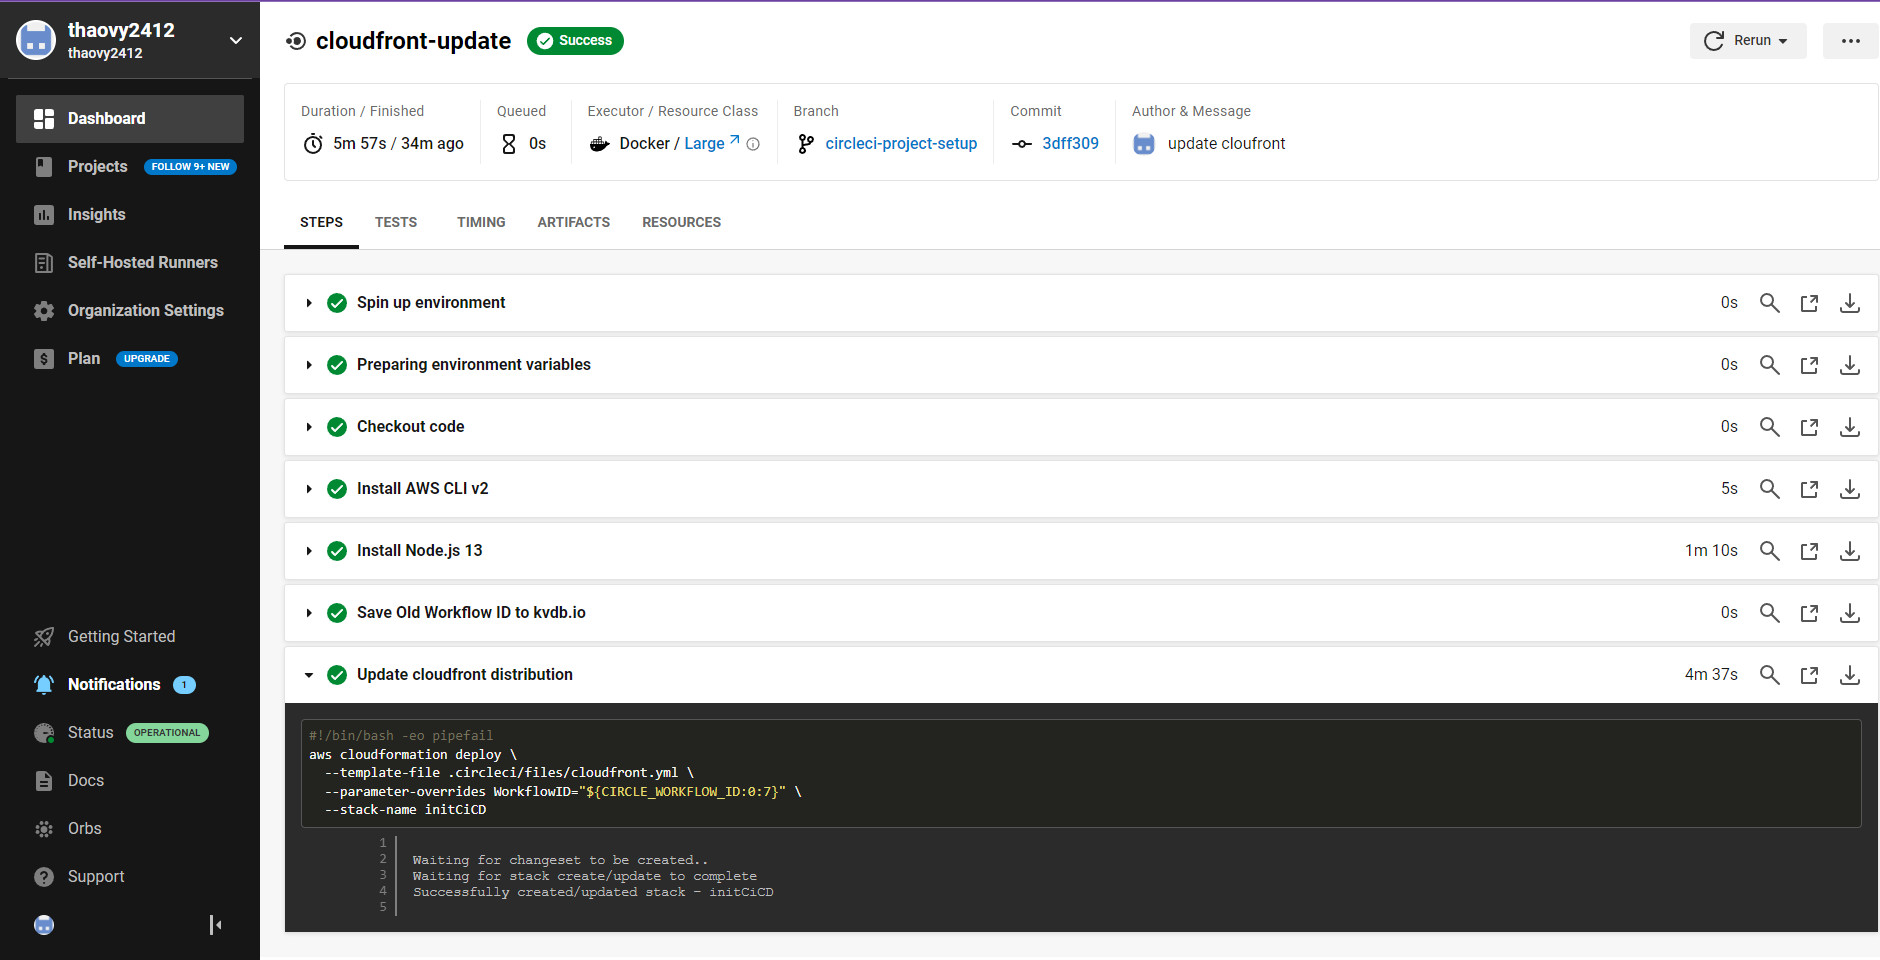 thaovy2412
thaovy2412
Dashboard
Projects FOLLOW 9+ NEW
Insights
Self-Hosted Runners
Organization Settings
Plan UPGRADE
Getting Started
Notifications 1
Status OPERATIONAL
Docs
Orbs
Support
cloudfront-update Success
Rerun
Duration / Finished
5m 57s / 34m ago
Queued
0s
Executor / Resource Class
Docker / Large
Branch
circleci-project-setup
Commit
3dff309
Author & Message
update cloufront
STEPS TESTS TIMING ARTIFACTS RESOURCES
Spin up environment 0s
Preparing environment variables 0s
Checkout code 0s
Install AWS CLI v2 5s
Install Node.js 13 1m 10s
Save Old Workflow ID to kvdb.io 0s
Update cloudfront distribution 4m 37s
#!/bin/bash -eo pipefail
aws cloudformation deploy \
--template-file .circleci/files/cloudfront.yml \
--parameter-overrides WorkflowID="${CIRCLE_WORKFLOW_ID:0:7}" \
--stack-name initCiCD
1
2 Waiting for changeset to be created..
3 Waiting for stack create/update to complete
4 Successfully created/updated stack - initCiCD
5